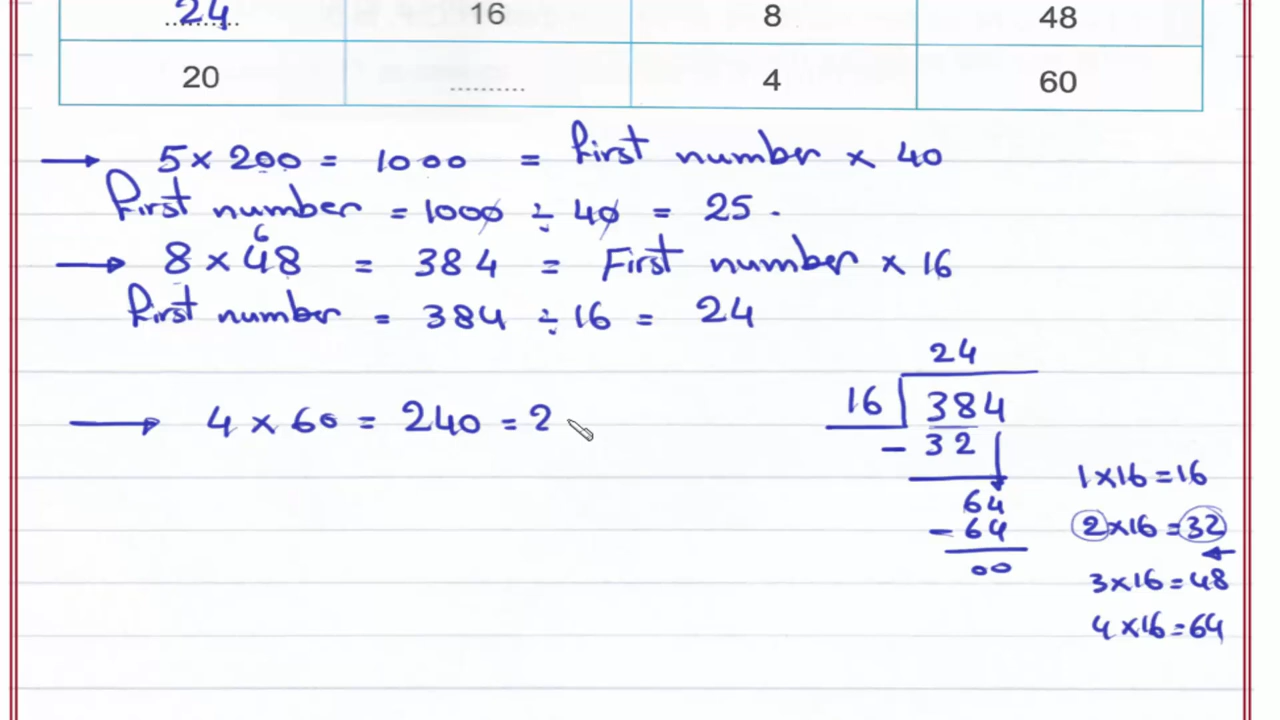 24 16 8 48
20 ......... 4 60
→ 5 × 200 = 1000 = First number × 40
First number = 1000 ÷ 40 = 25 .
6
→ 8 × 48 = 384 = First number × 16
First number = 384 ÷ 16 = 24
→ 4 × 60 = 240 = 2
24
16 384
- 32
64
- 64
00
1×16=16
2×16=32
3×16=48
4×16=64